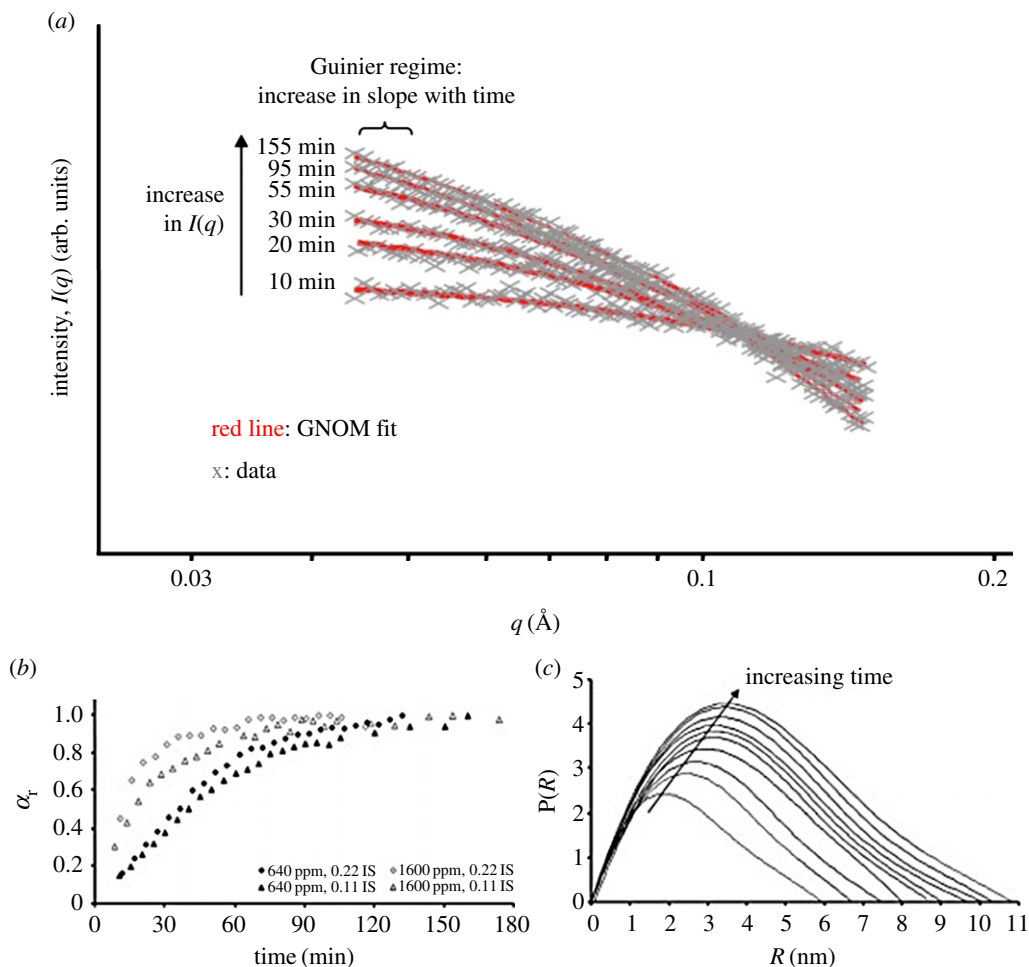 (a)
Guinier regime:
increase in slope with time
155 min
95 min
55 min
30 min
20 min
10 min
increase
in I(q)
intensity, I(q) (arb. units)
red line: GNOM fit
x: data
0.03
0.1
0.2
q (Å)
(b)
1.0
0.8
0.6
0.4
0.2
0
αr
640 ppm, 0.22 IS
1600 ppm, 0.22 IS
640 ppm, 0.11 IS
1600 ppm, 0.11 IS
0 30 60 90 120 150 180
time (min)
(c)
increasing time
5
4
3
2
1
0
P(R)
0 1 2 3 4 5 6 7 8 9 10 11
R (nm)